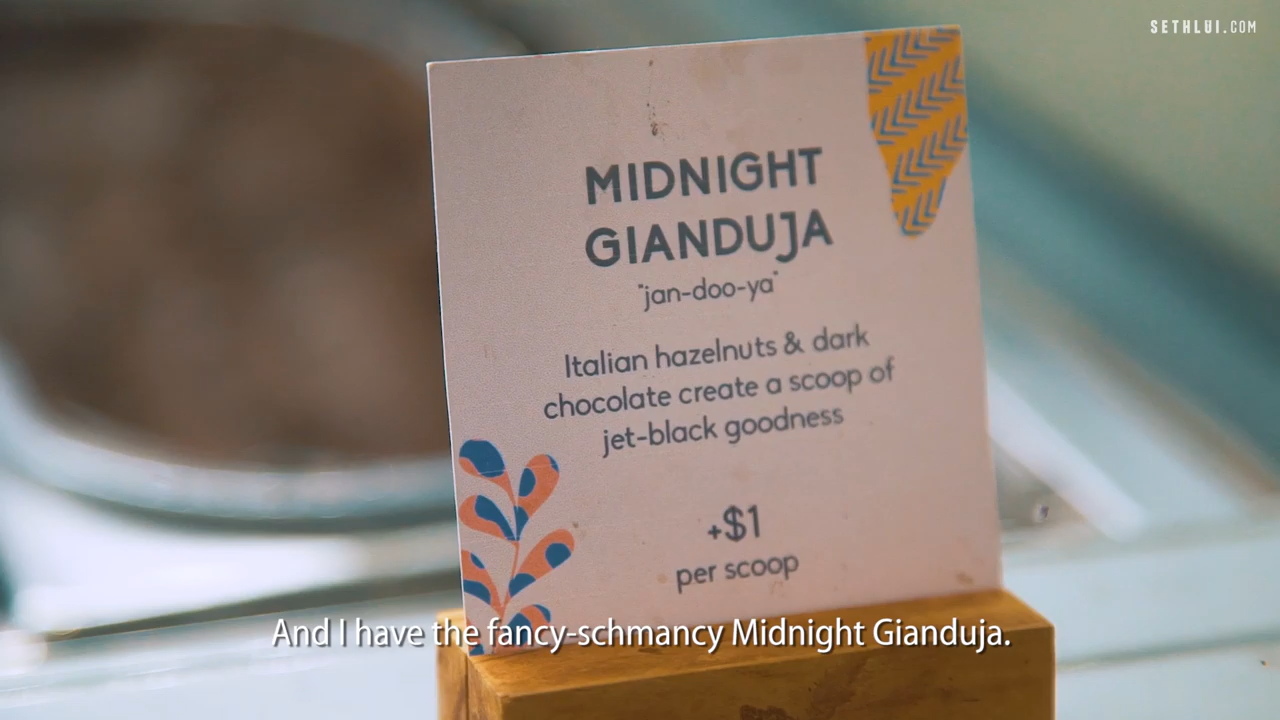 SETHLUI.COM
MIDNIGHT
GIANDUJA
"jan-doo-ya"
Italian hazelnuts & dark
chocolate create a scoop of
jet-black goodness
+$1
per scoop
And I have the fancy-schmancy Midnight Gianduja.